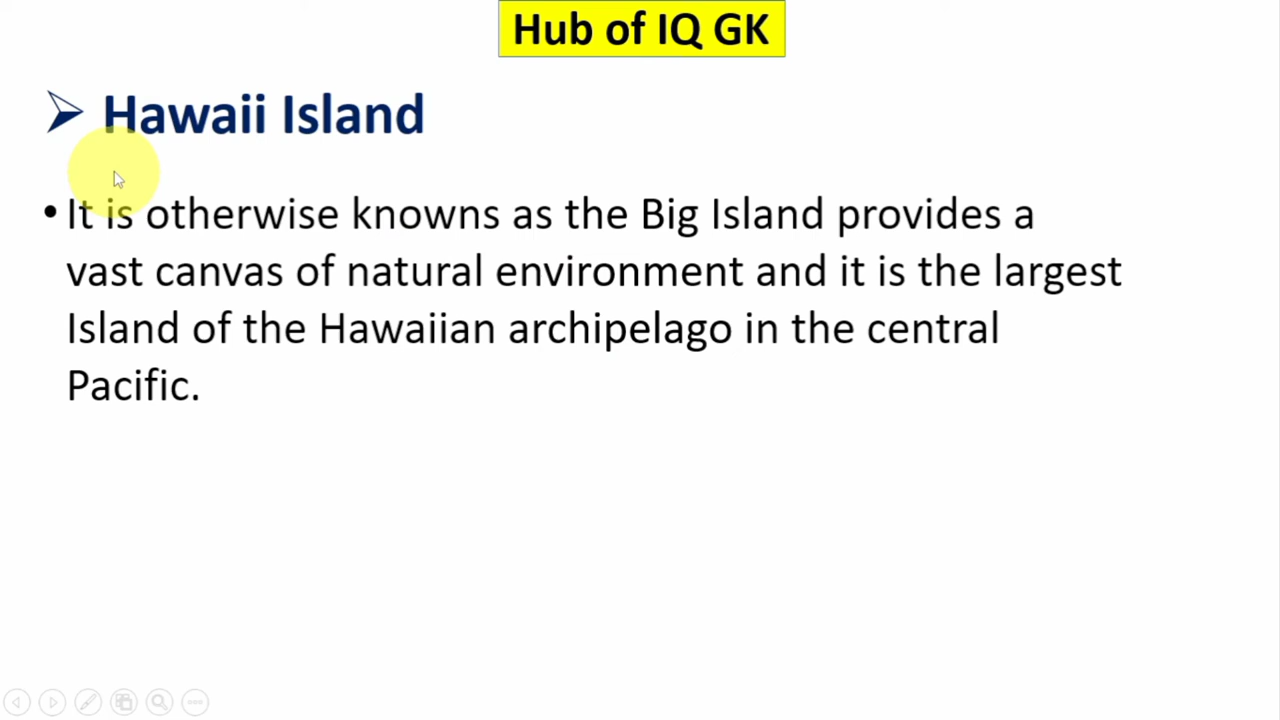 Hub of IQ GK
Hawaii Island
• It is otherwise knowns as the Big Island provides a
vast canvas of natural environment and it is the largest
Island of the Hawaiian archipelago in the central
Pacific.